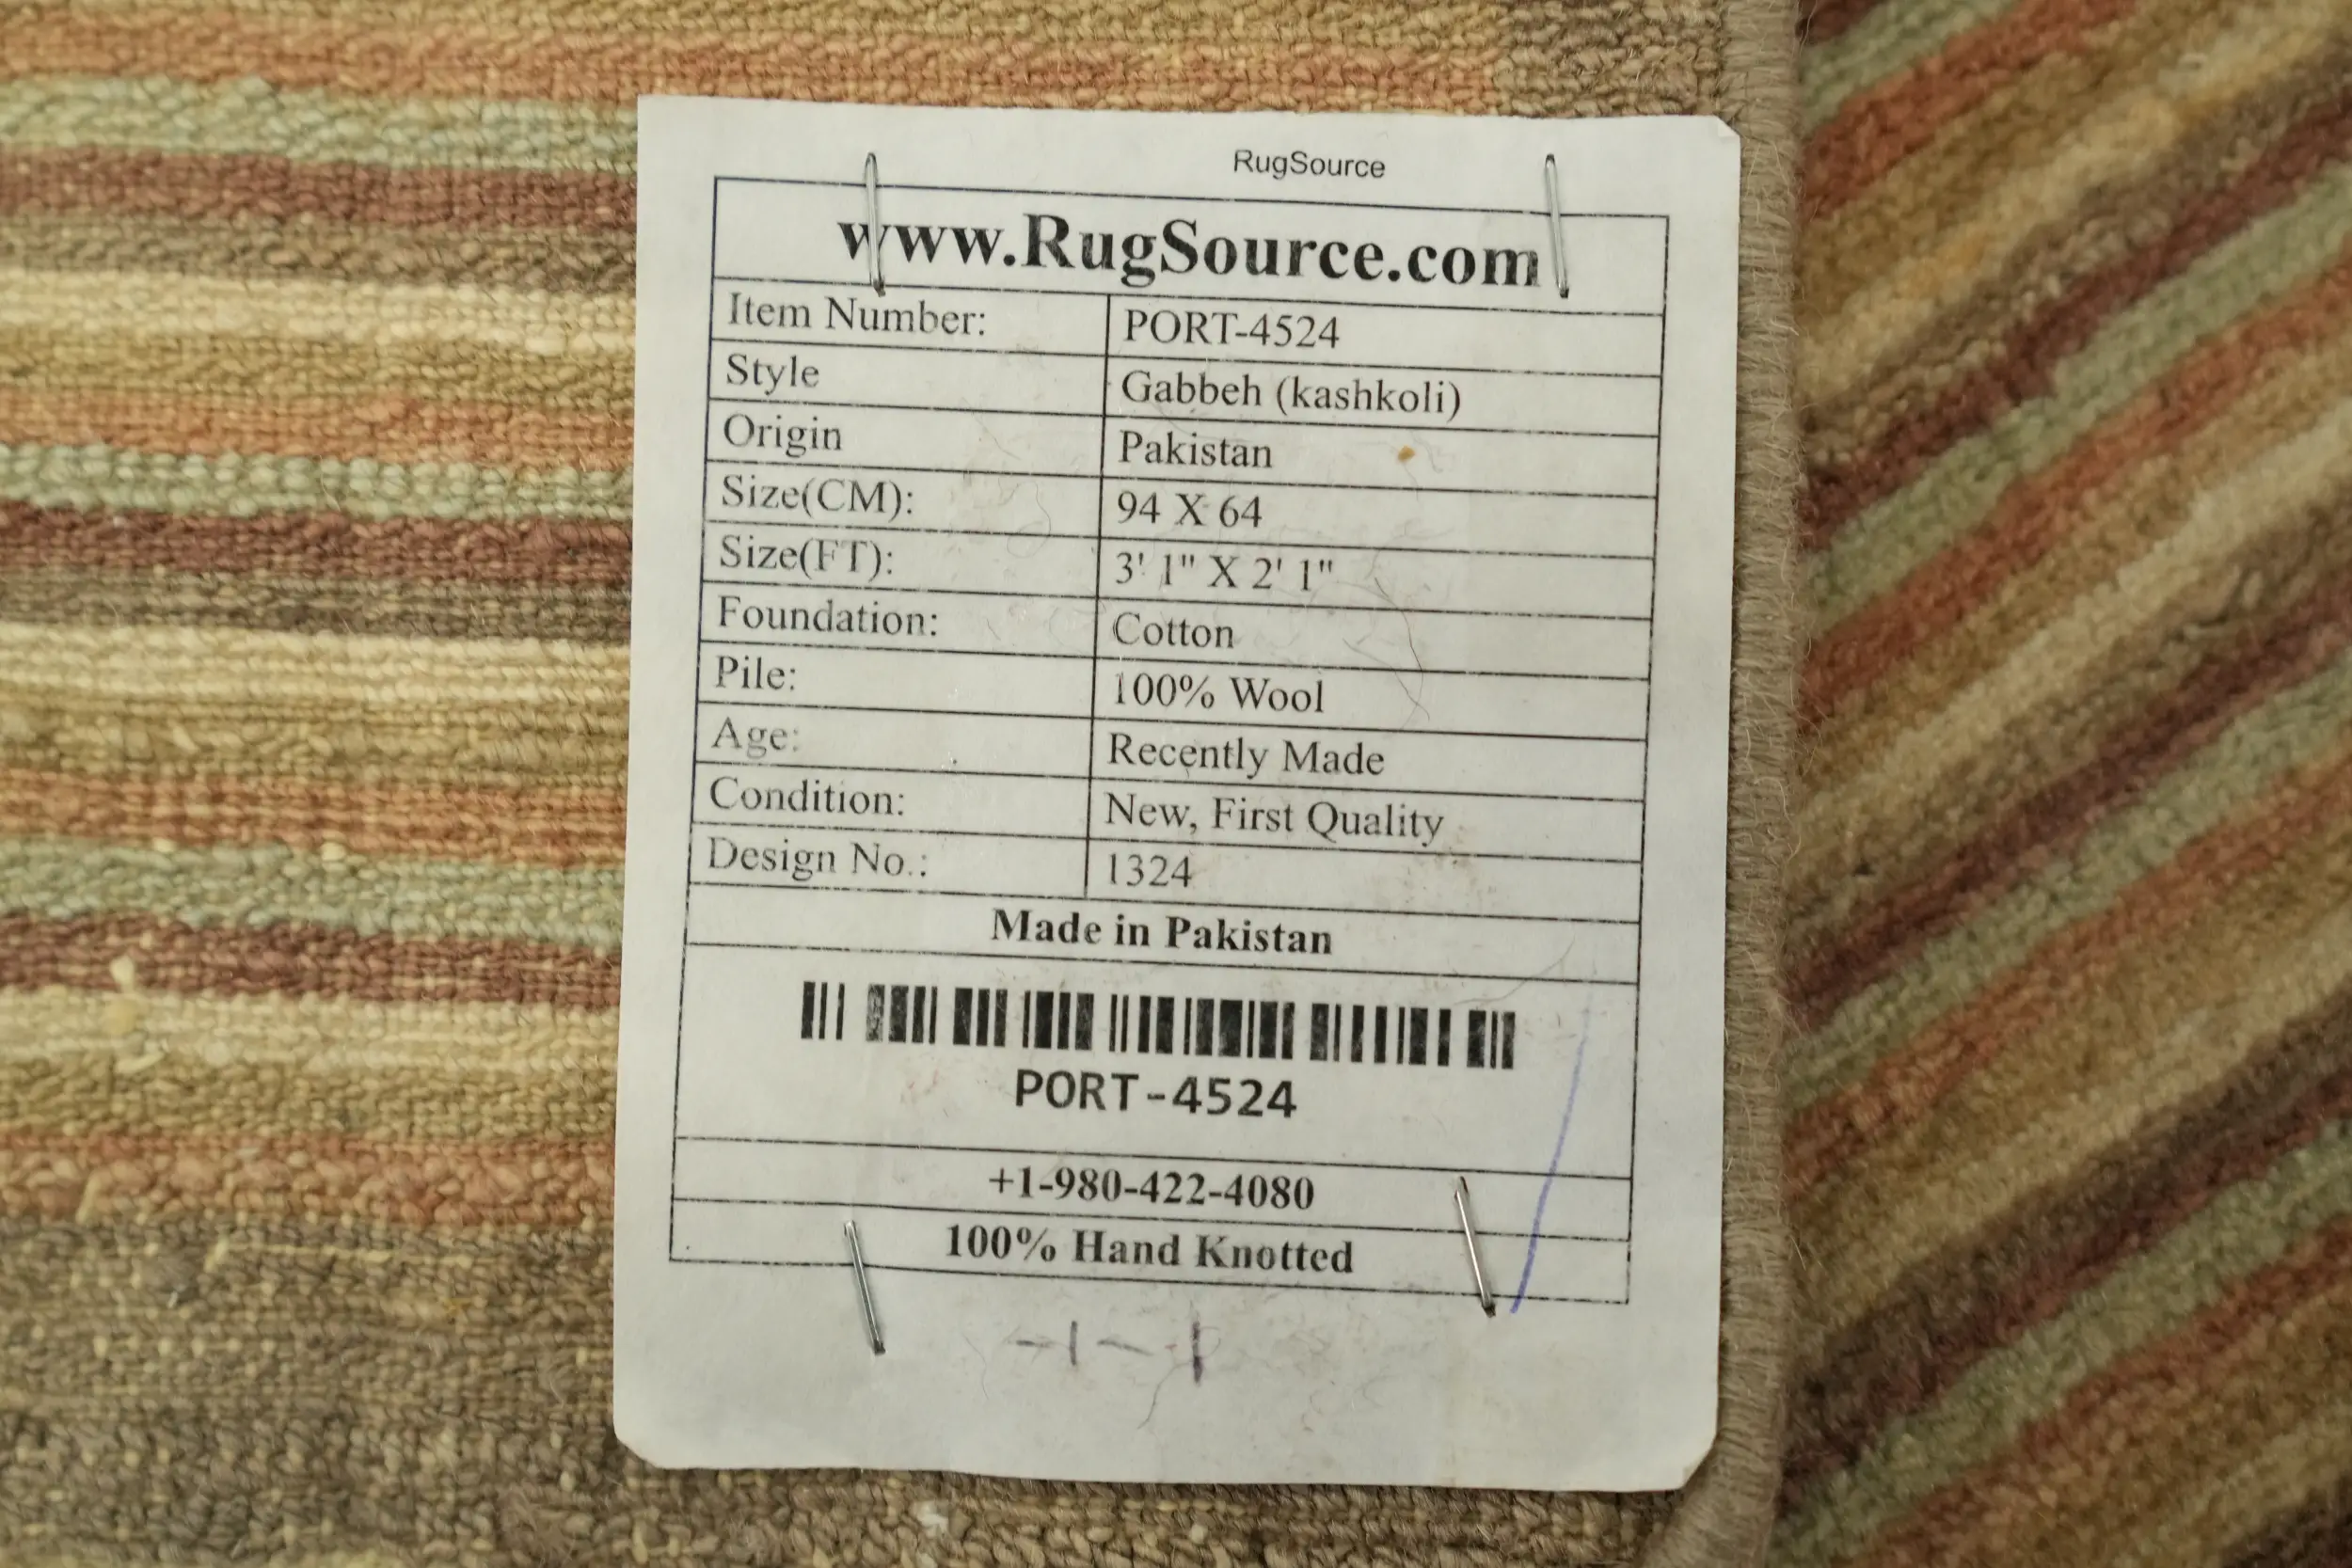 RugSource
www.RugSource.com
Item Number: PORT-4524
Style Gabbeh (kashkoli)
Origin Pakistan
Size(CM): 94 X 64
Size(FT): 3' 1" X 2' 1"
Foundation: Cotton
Pile: 100% Wool
Age: Recently Made
Condition: New, First Quality
Design No.: 1324
Made in Pakistan
PORT-4524
+1-980-422-4080
100% Hand Knotted